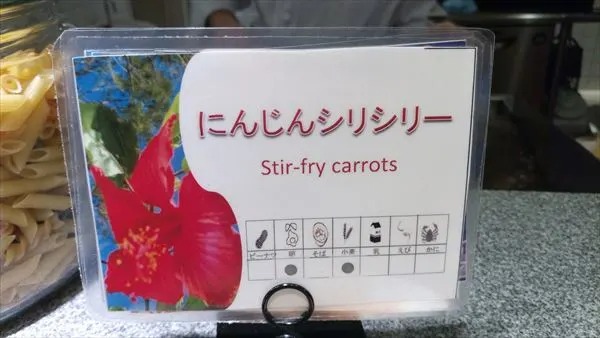 にんじんシリシリー
Stir-fry carrots
ピーナツ 卵 そば 小麦 乳 えび かに